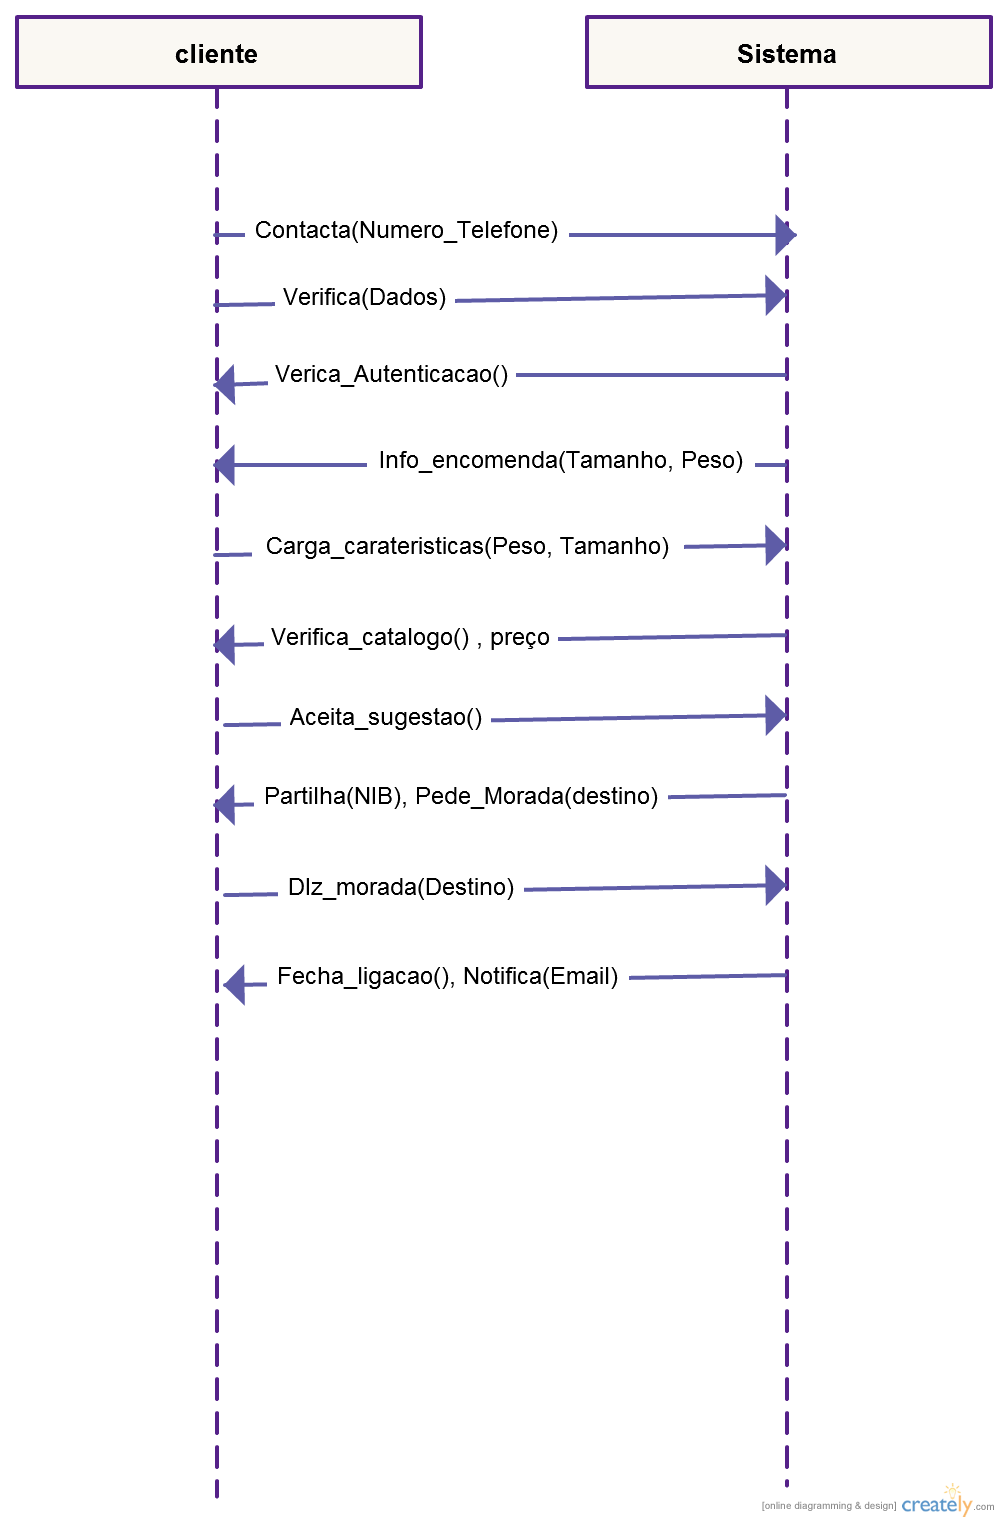 cliente
Sistema
Contacta(Numero_Telefone)
Verifica(Dados)
Verica_Autenticacao()
Info_encomenda(Tamanho, Peso)
Carga_carateristicas(Peso, Tamanho)
Verifica_catalogo() , preço
Aceita_sugestao()
Partilha(NIB), Pede_Morada(destino)
DIz_morada(Destino)
Fecha_ligacao(), Notifica(Email)
[online diagramming & design] creately.com